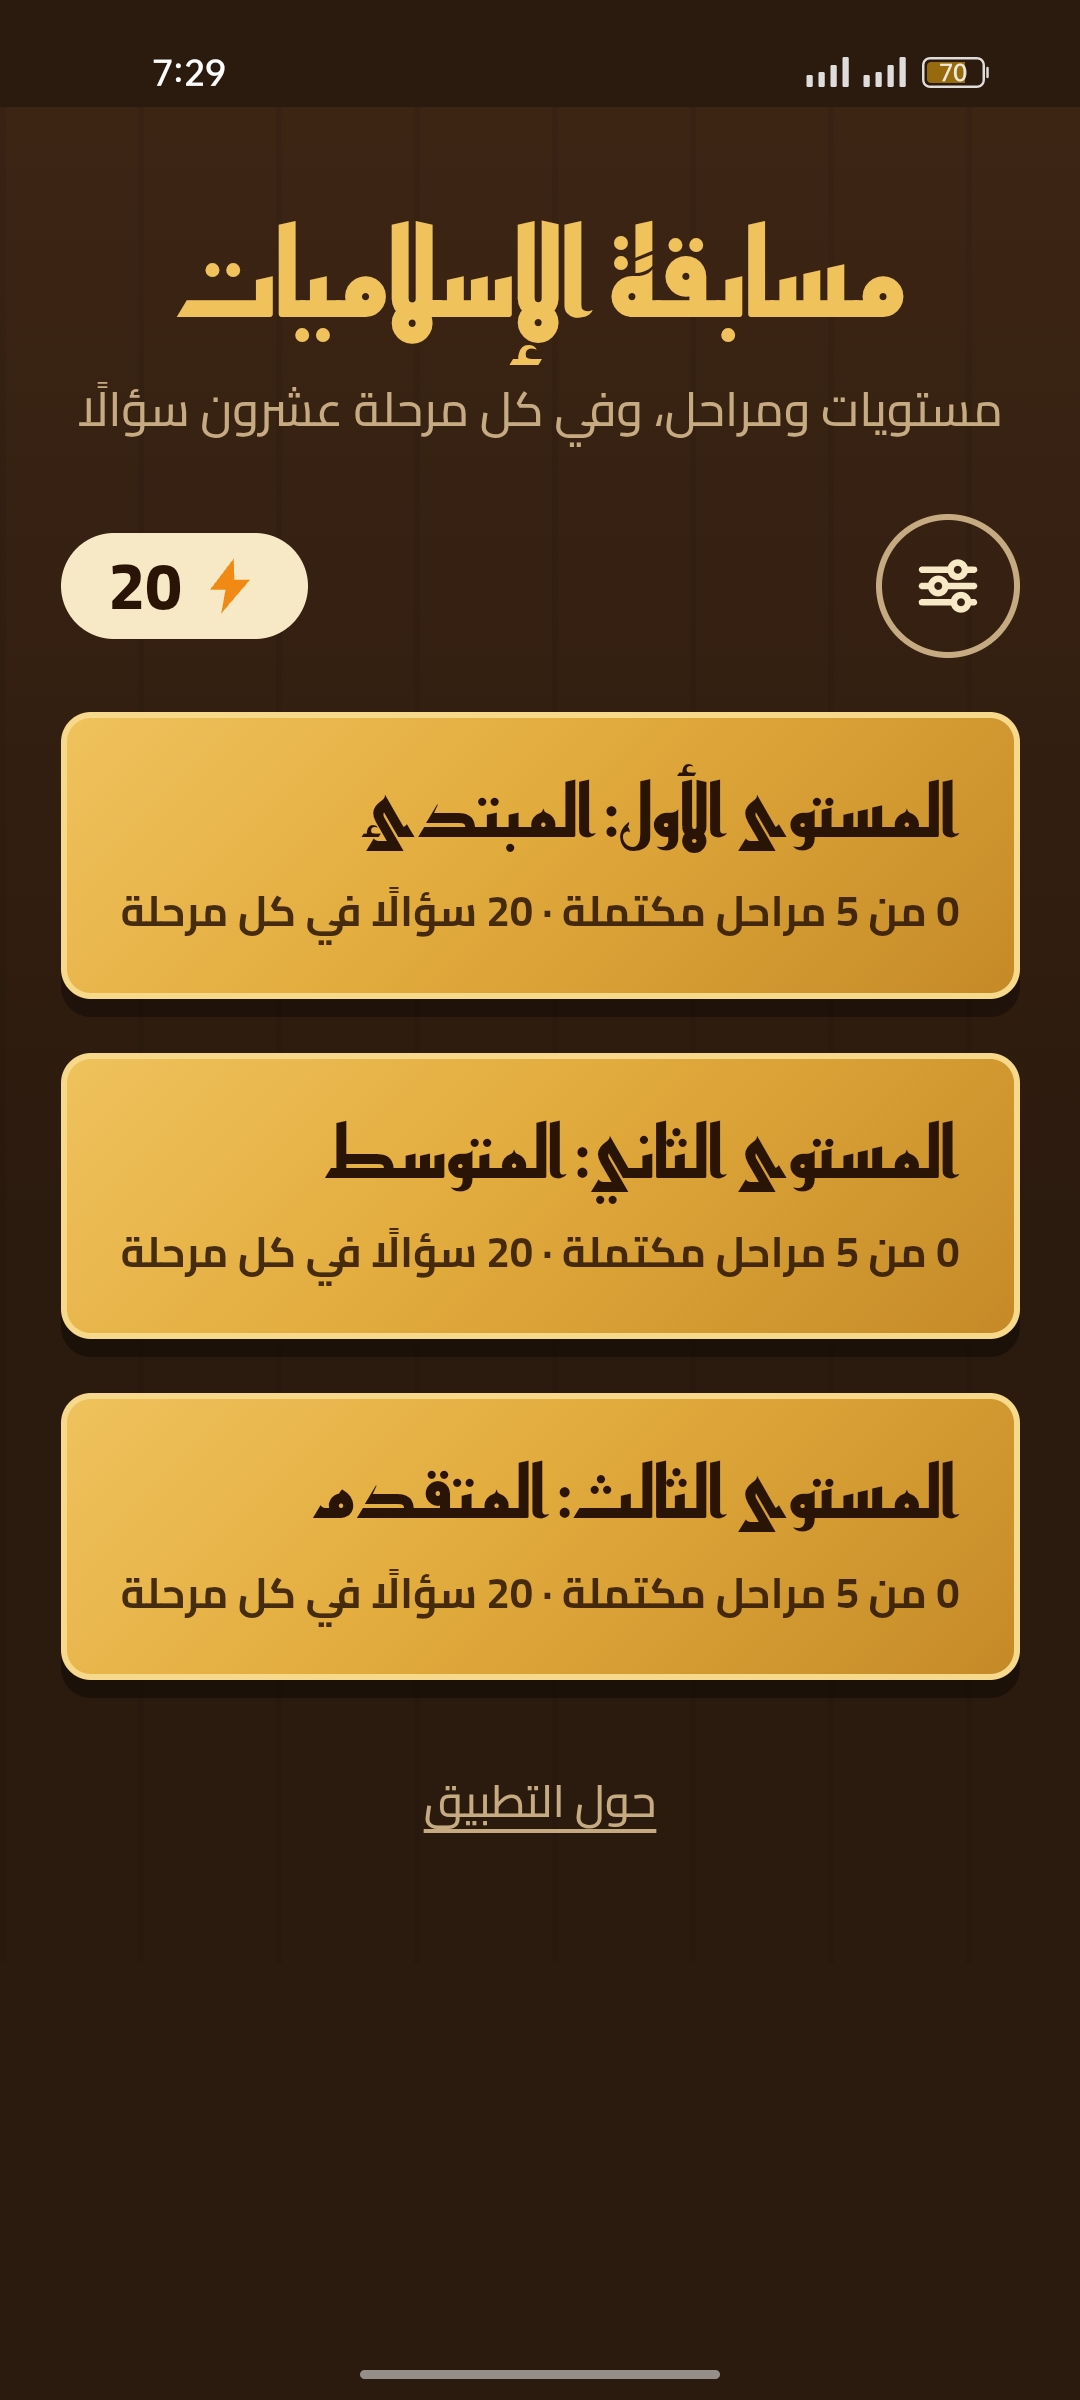 7:29
70
مسابقة الإسلاميات
مستويات ومراحل، وفي كل مرحلة عشرون سؤالًا
20
المستوى الأول: المبتدئ
0 من 5 مراحل مكتملة · 20 سؤالًا في كل مرحلة
المستوى الثاني: المتوسط
0 من 5 مراحل مكتملة · 20 سؤالًا في كل مرحلة
المستوى الثالث: المتقدم
0 من 5 مراحل مكتملة · 20 سؤالًا في كل مرحلة
حول التطبيق